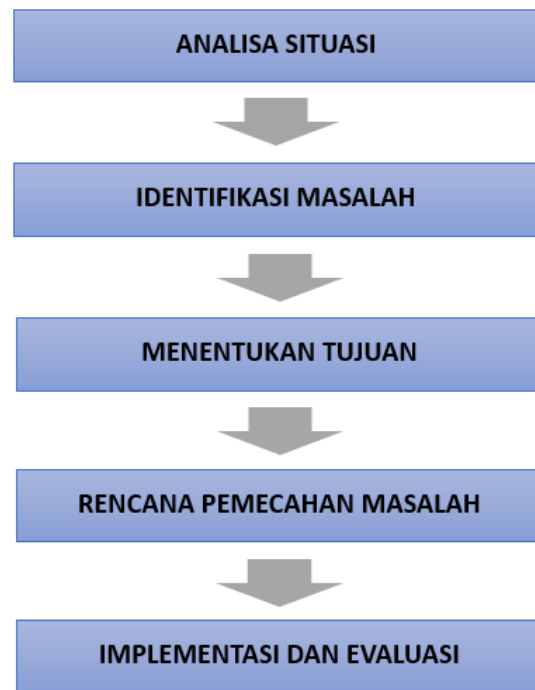 ANALISA SITUASI
IDENTIFIKASI MASALAH
MENENTUKAN TUJUAN
RENCANA PEMECAHAN MASALAH
IMPLEMENTASI DAN EVALUASI